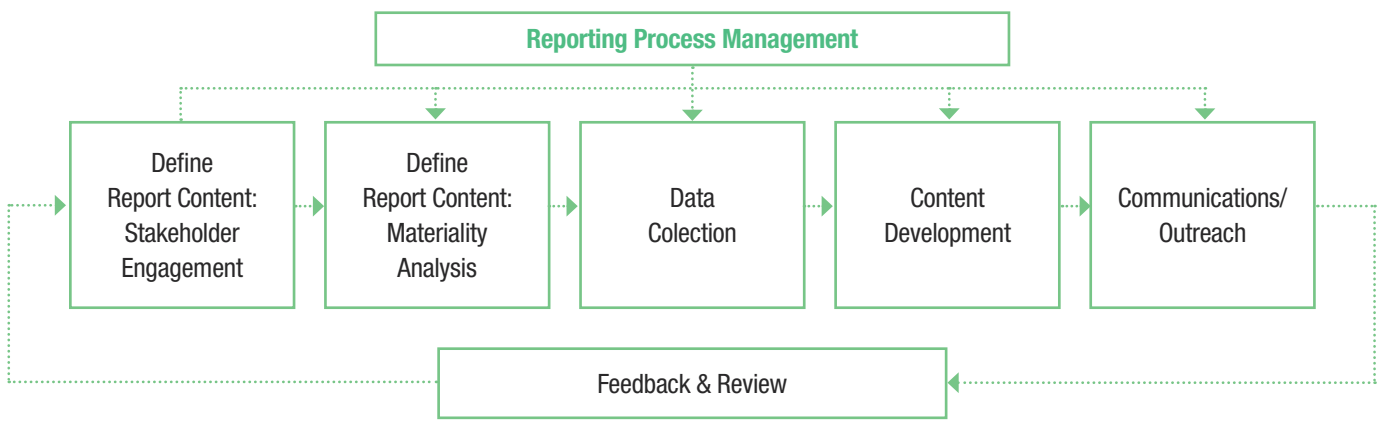 Reporting Process Management
Define
Report Content:
Stakeholder
Engagement
Define
Report Content:
Materiality
Analysis
Data
Colection
Content
Development
Communications/
Outreach
Feedback & Review